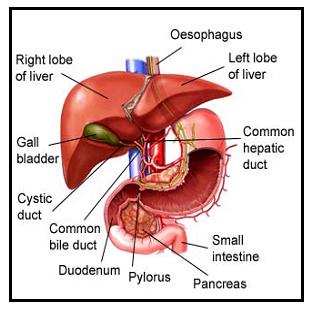 Oesophagus
Right lobe
of liver
Left lobe
of liver
Gall
bladder
Common
hepatic
duct
Cystic
duct
Common
bile duct
Duodenum
Pylorus
Small
intestine
Pancreas